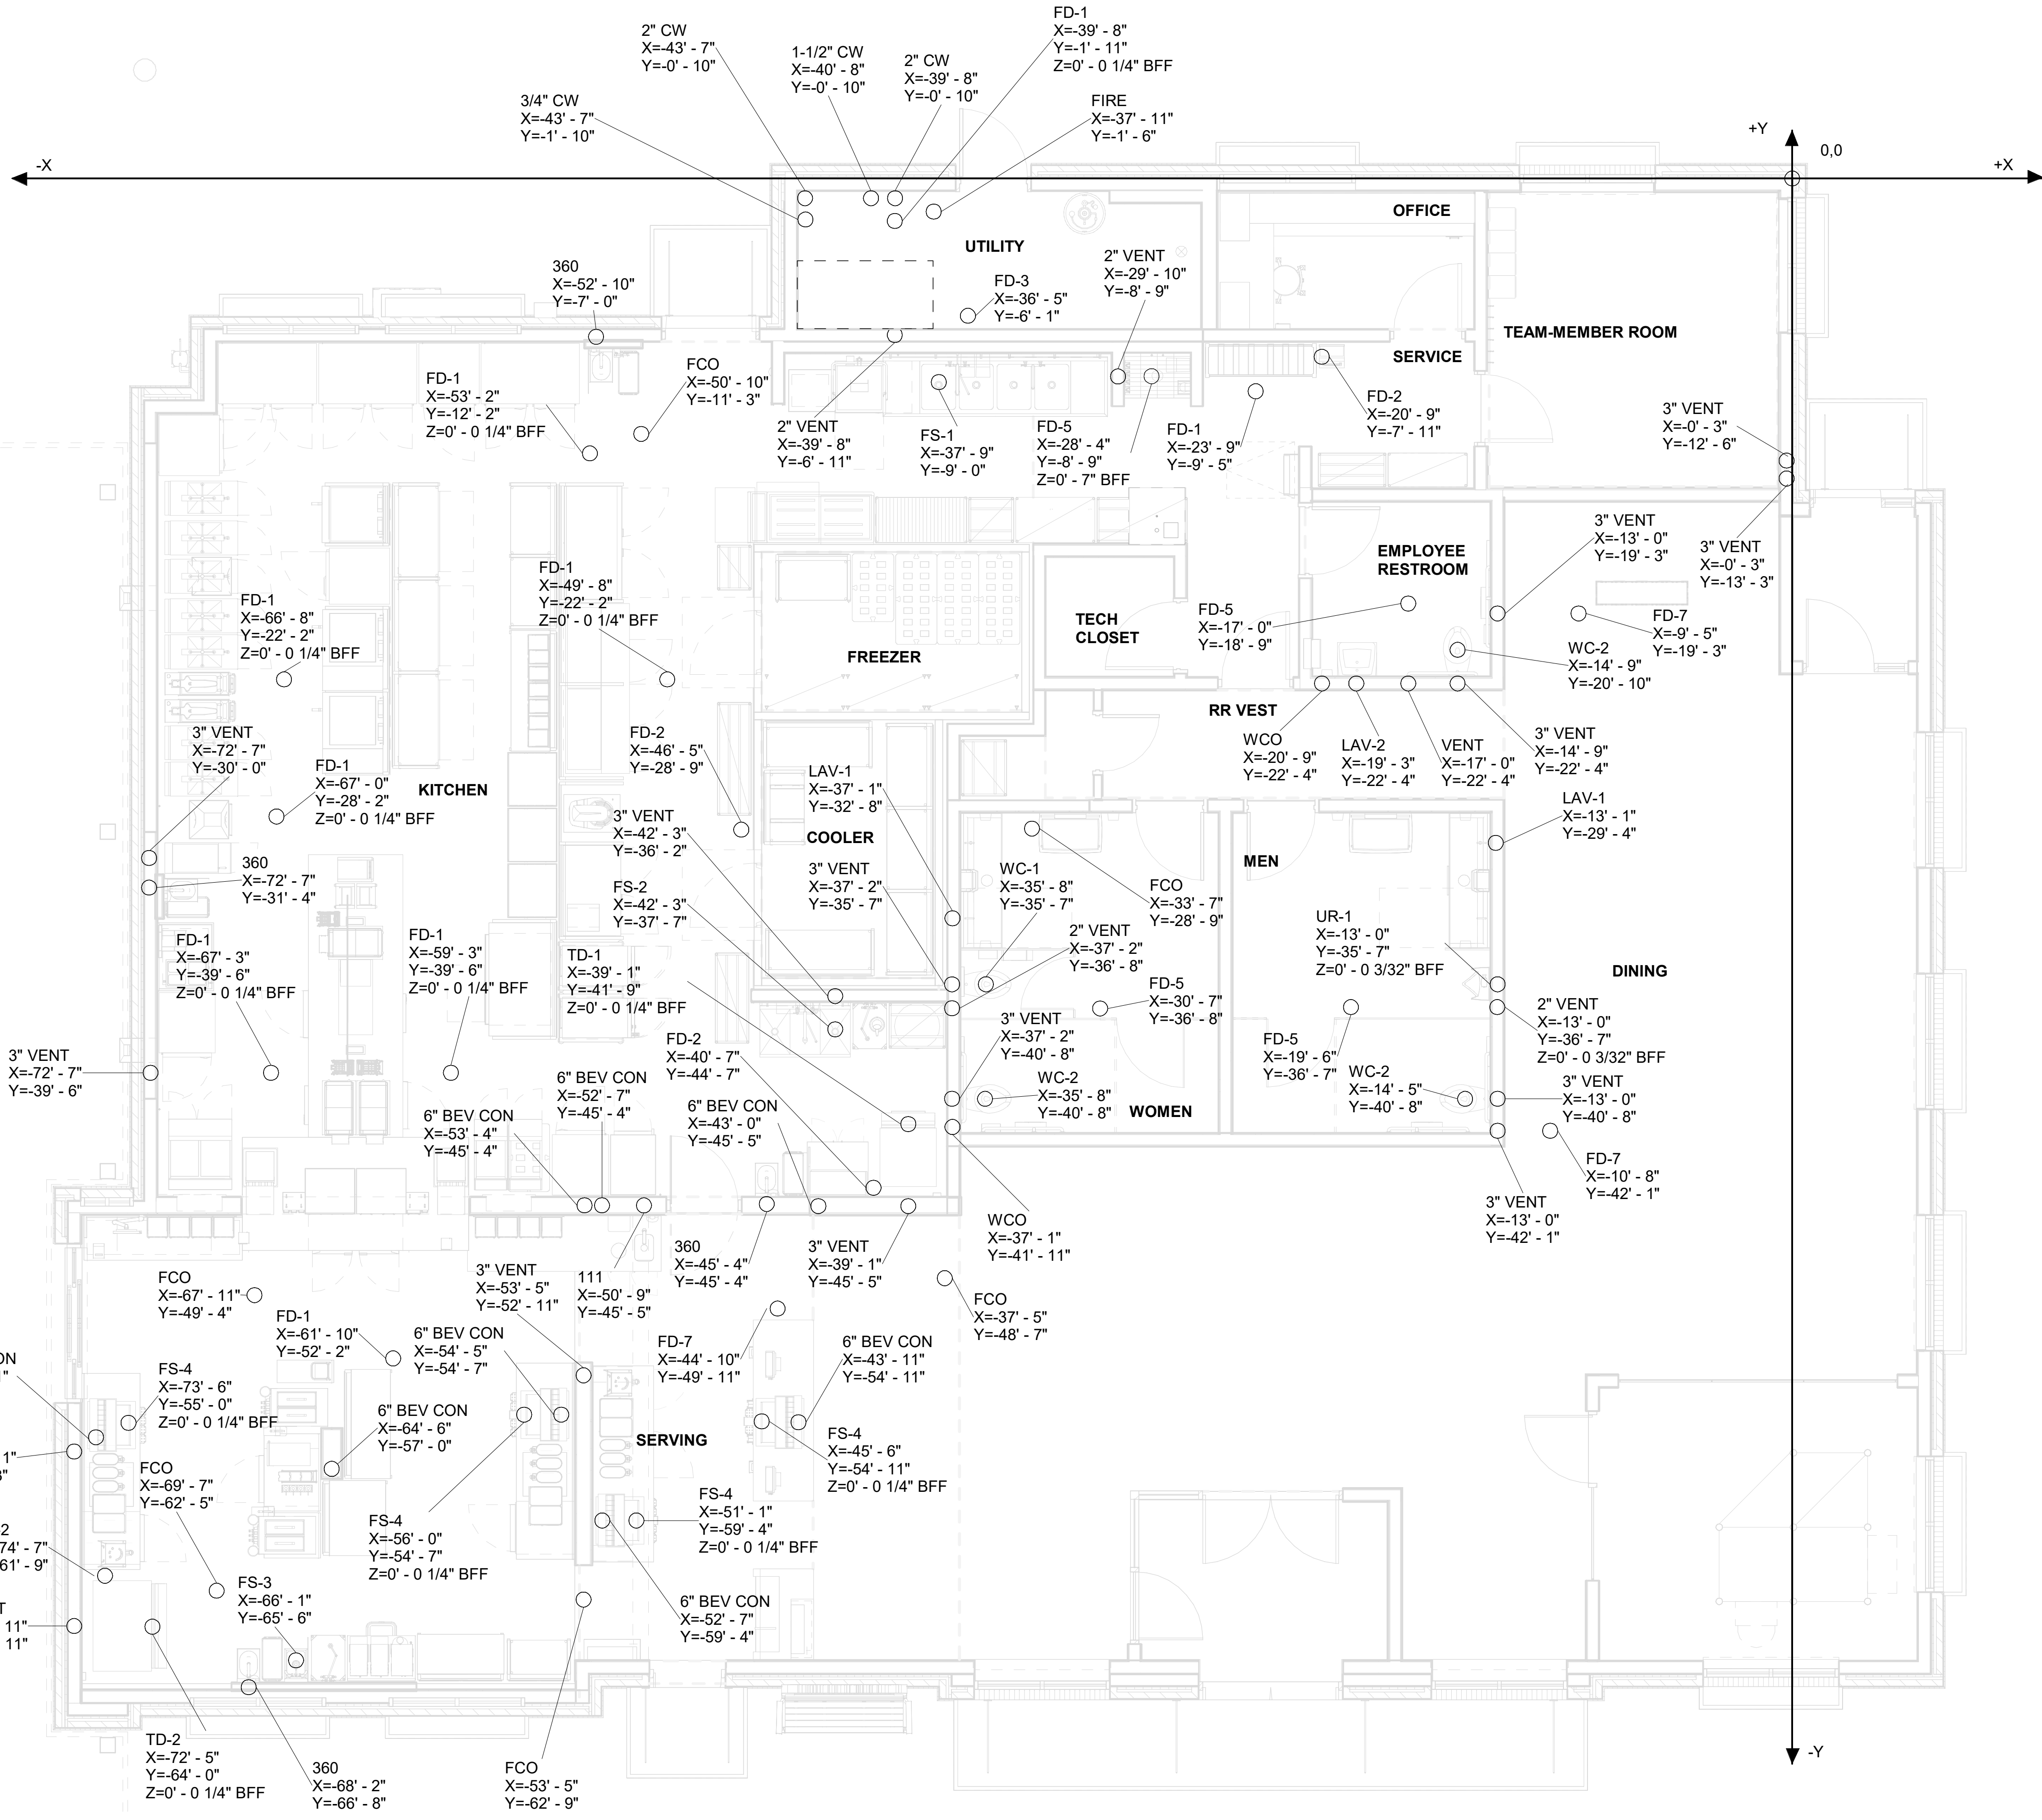 FD-1
X=-39' - 8"
Y=-1' - 11"
Z=0' - 0 1/4" BFF
2" CW
X=-43' - 7"
Y=-0' - 10"
1-1/2" CW
X=-40' - 8"
Y=-0' - 10"
2" CW
X=-39' - 8"
Y=-0' - 10"
3/4" CW
X=-43' - 7"
Y=-1' - 10"
FIRE
X=-37' - 11"
Y=-1' - 6"
+Y
0,0
-X
+X
OFFICE
UTILITY
360
X=-52' - 10"
Y=-7' - 0"
FD-3
X=-36' - 5"
Y=-6' - 1"
2" VENT
X=-29' - 10"
Y=-8' - 9"
TEAM-MEMBER ROOM
SERVICE
FD-1
X=-53' - 2"
Y=-12' - 2"
Z=0' - 0 1/4" BFF
FCO
X=-50' - 10"
Y=-11' - 3"
2" VENT
X=-39' - 8"
Y=-6' - 11"
FS-1
X=-37' - 9"
Y=-9' - 0"
FD-5
X=-28' - 4"
Y=-8' - 9"
Z=0' - 7" BFF
FD-1
X=-23' - 9"
Y=-9' - 5"
FD-2
X=-20' - 9"
Y=-7' - 11"
3" VENT
X=-0' - 3"
Y=-12' - 6"
3" VENT
X=-13' - 0"
Y=-19' - 3"
3" VENT
X=-0' - 3"
Y=-13' - 3"
EMPLOYEE
RESTROOM
FD-1
X=-49' - 8"
Y=-22' - 2"
Z=0' - 0 1/4" BFF
FD-1
X=-66' - 8"
Y=-22' - 2"
Z=0' - 0 1/4" BFF
TECH
CLOSET
FD-5
X=-17' - 0"
Y=-18' - 9"
FD-7
X=-9' - 5"
Y=-19' - 3"
FREEZER
WC-2
X=-14' - 9"
Y=-20' - 10"
RR VEST
3" VENT
X=-72' - 7"
Y=-30' - 0"
FD-2
X=-46' - 5"
Y=-28' - 9"
WCO
X=-20' - 9"
Y=-22' - 4"
LAV-2
X=-19' - 3"
Y=-22' - 4"
VENT
X=-17' - 0"
Y=-22' - 4"
3" VENT
X=-14' - 9"
Y=-22' - 4"
FD-1
X=-67' - 0"
Y=-28' - 2"
Z=0' - 0 1/4" BFF
KITCHEN
LAV-1
X=-37' - 1"
Y=-32' - 8"
LAV-1
X=-13' - 1"
Y=-29' - 4"
3" VENT
X=-42' - 3"
Y=-36' - 2"
COOLER
MEN
360
X=-72' - 7"
Y=-31' - 4"
3" VENT
X=-37' - 2"
Y=-35' - 7"
WC-1
X=-35' - 8"
Y=-35' - 7"
FCO
X=-33' - 7"
Y=-28' - 9"
FS-2
X=-42' - 3"
Y=-37' - 7"
UR-1
X=-13' - 0"
Y=-35' - 7"
Z=0' - 0 3/32" BFF
FD-1
X=-67' - 3"
Y=-39' - 6"
Z=0' - 0 1/4" BFF
FD-1
X=-59' - 3"
Y=-39' - 6"
Z=0' - 0 1/4" BFF
TD-1
X=-39' - 1"
Y=-41' - 9"
Z=0' - 0 1/4" BFF
2" VENT
X=-37' - 2"
Y=-36' - 8"
DINING
FD-5
X=-30' - 7"
Y=-36' - 8"
2" VENT
X=-13' - 0"
Y=-36' - 7"
Z=0' - 0 3/32" BFF
3" VENT
X=-37' - 2"
Y=-40' - 8"
FD-5
X=-19' - 6"
Y=-36' - 7"
3" VENT
X=-72' - 7"
Y=-39' - 6"
FD-2
X=-40' - 7"
Y=-44' - 7"
6" BEV CON
X=-52' - 7"
Y=-45' - 4"
WC-2
X=-35' - 8"
Y=-40' - 8"
WC-2
X=-14' - 5"
Y=-40' - 8"
3" VENT
X=-13' - 0"
Y=-40' - 8"
6" BEV CON
X=-53' - 4"
Y=-45' - 4"
6" BEV CON
X=-43' - 0"
Y=-45' - 5"
WOMEN
FD-7
X=-10' - 8"
Y=-42' - 1"
3" VENT
X=-13' - 0"
Y=-42' - 1"
WCO
X=-37' - 1"
Y=-41' - 11"
360
X=-45' - 4"
Y=-45' - 4"
3" VENT
X=-39' - 1"
Y=-45' - 5"
3" VENT
X=-53' - 5"
Y=-52' - 11"
111
X=-50' - 9"
Y=-45' - 5"
FCO
X=-67' - 11"
Y=-49' - 4"
FCO
X=-37' - 5"
Y=-48' - 7"
FD-1
X=-61' - 10"
Y=-52' - 2"
6" BEV CON
X=-54' - 5"
Y=-54' - 7"
FD-7
X=-44' - 10"
Y=-49' - 11"
6" BEV CON
X=-43' - 11"
Y=-54' - 11"
ON
FS-4
X=-73' - 6"
Y=-55' - 0"
Z=0' - 0 1/4" BFF
6" BEV CON
X=-64' - 6"
Y=-57' - 0"
SERVING
FS-4
X=-45' - 6"
Y=-54' - 11"
Z=0' - 0 1/4" BFF
1"
FCO
X=-69' - 7"
Y=-62' - 5"
FS-4
X=-51' - 1"
Y=-59' - 4"
Z=0' - 0 1/4" BFF
FS-4
X=-56' - 0"
Y=-54' - 7"
Z=0' - 0 1/4" BFF
-2
74' - 7"
61' - 9"
FS-3
X=-66' - 1"
Y=-65' - 6"
6" BEV CON
X=-52' - 7"
Y=-59' - 4"
T
11"
11"
TD-2
X=-72' - 5"
Y=-64' - 0"
Z=0' - 0 1/4" BFF
360
X=-68' - 2"
Y=-66' - 8"
FCO
X=-53' - 5"
Y=-62' - 9"
-Y